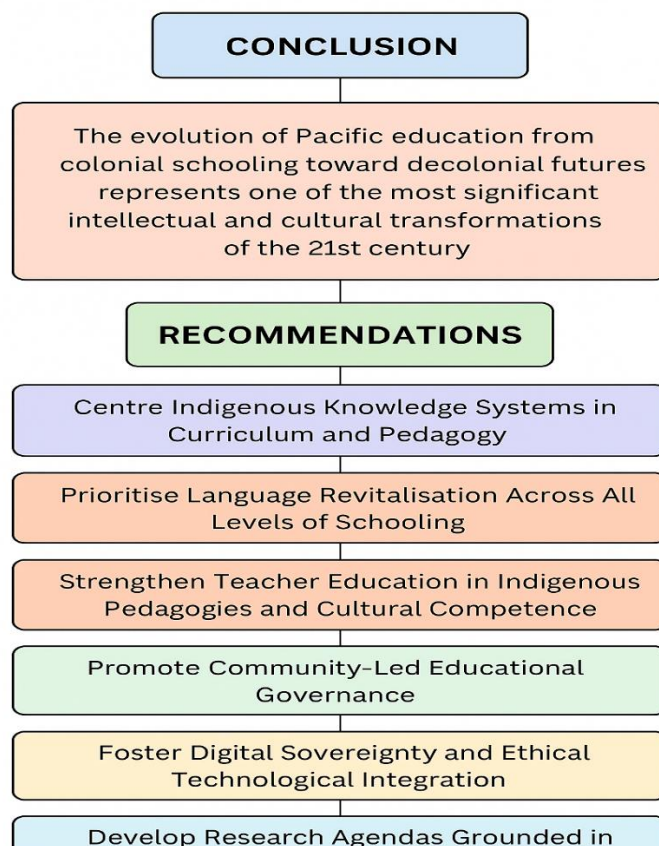 CONCLUSION
The evolution of Pacific education from
colonial schooling toward decolonial futures
represents one of the most significant
intellectual and cultural transformations
of the 21st century
RECOMMENDATIONS
Centre Indigenous Knowledge Systems in
Curriculum and Pedagogy
Prioritise Language Revitalisation Across All
Levels of Schooling
Strengthen Teacher Education in Indigenous
Pedagogies and Cultural Competence
Promote Community-Led Educational
Governance
Foster Digital Sovereignty and Ethical
Technological Integration
Develop Research Agendas Grounded in